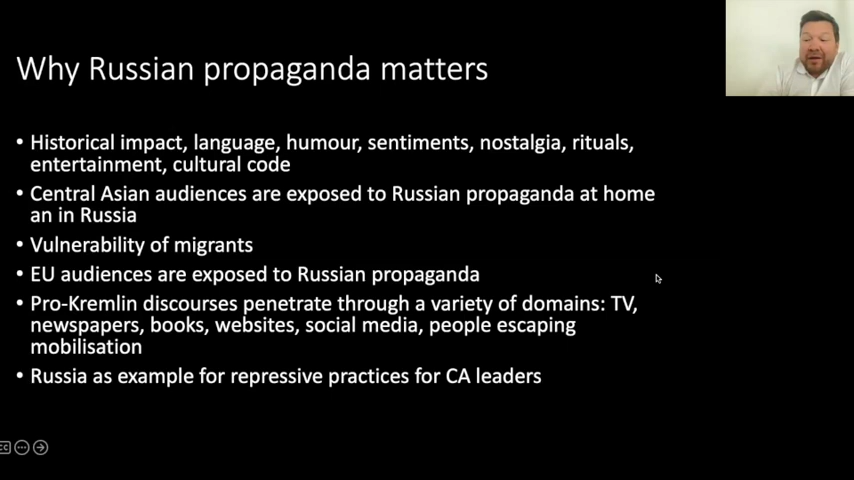 Why Russian propaganda matters
• Historical impact, language, humour, sentiments, nostalgia, rituals,
entertainment, cultural code
• Central Asian audiences are exposed to Russian propaganda at home
an in Russia
• Vulnerability of migrants
• EU audiences are exposed to Russian propaganda
• Pro-Kremlin discourses penetrate through a variety of domains: TV,
newspapers, books, websites, social media, people escaping
mobilisation
• Russia as example for repressive practices for CA leaders
CC